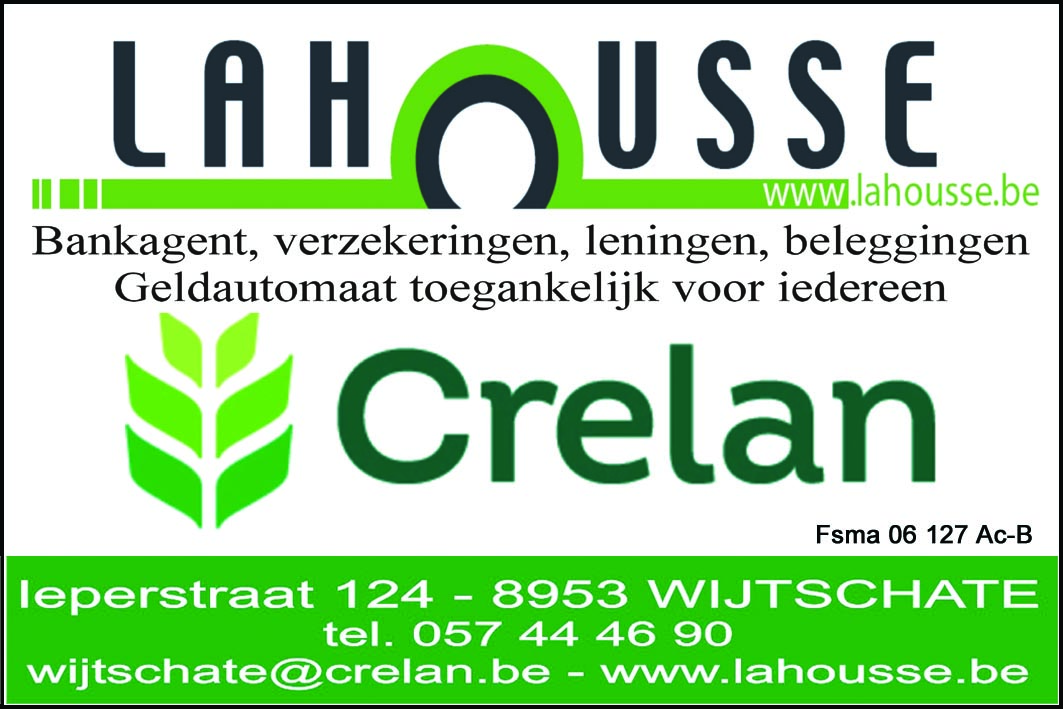 LAHOUSSE
www.lahousse.be
Bankagent, verzekeringen, leningen, beleggingen
Geldautomaat toegankelijk voor iedereen
Crelan
Fsma 06 127 Ac-B
Ieperstraat 124 - 8953 WIJTSCHATE
tel. 057 44 46 90
wijtschate@crelan.be - www.lahousse.be